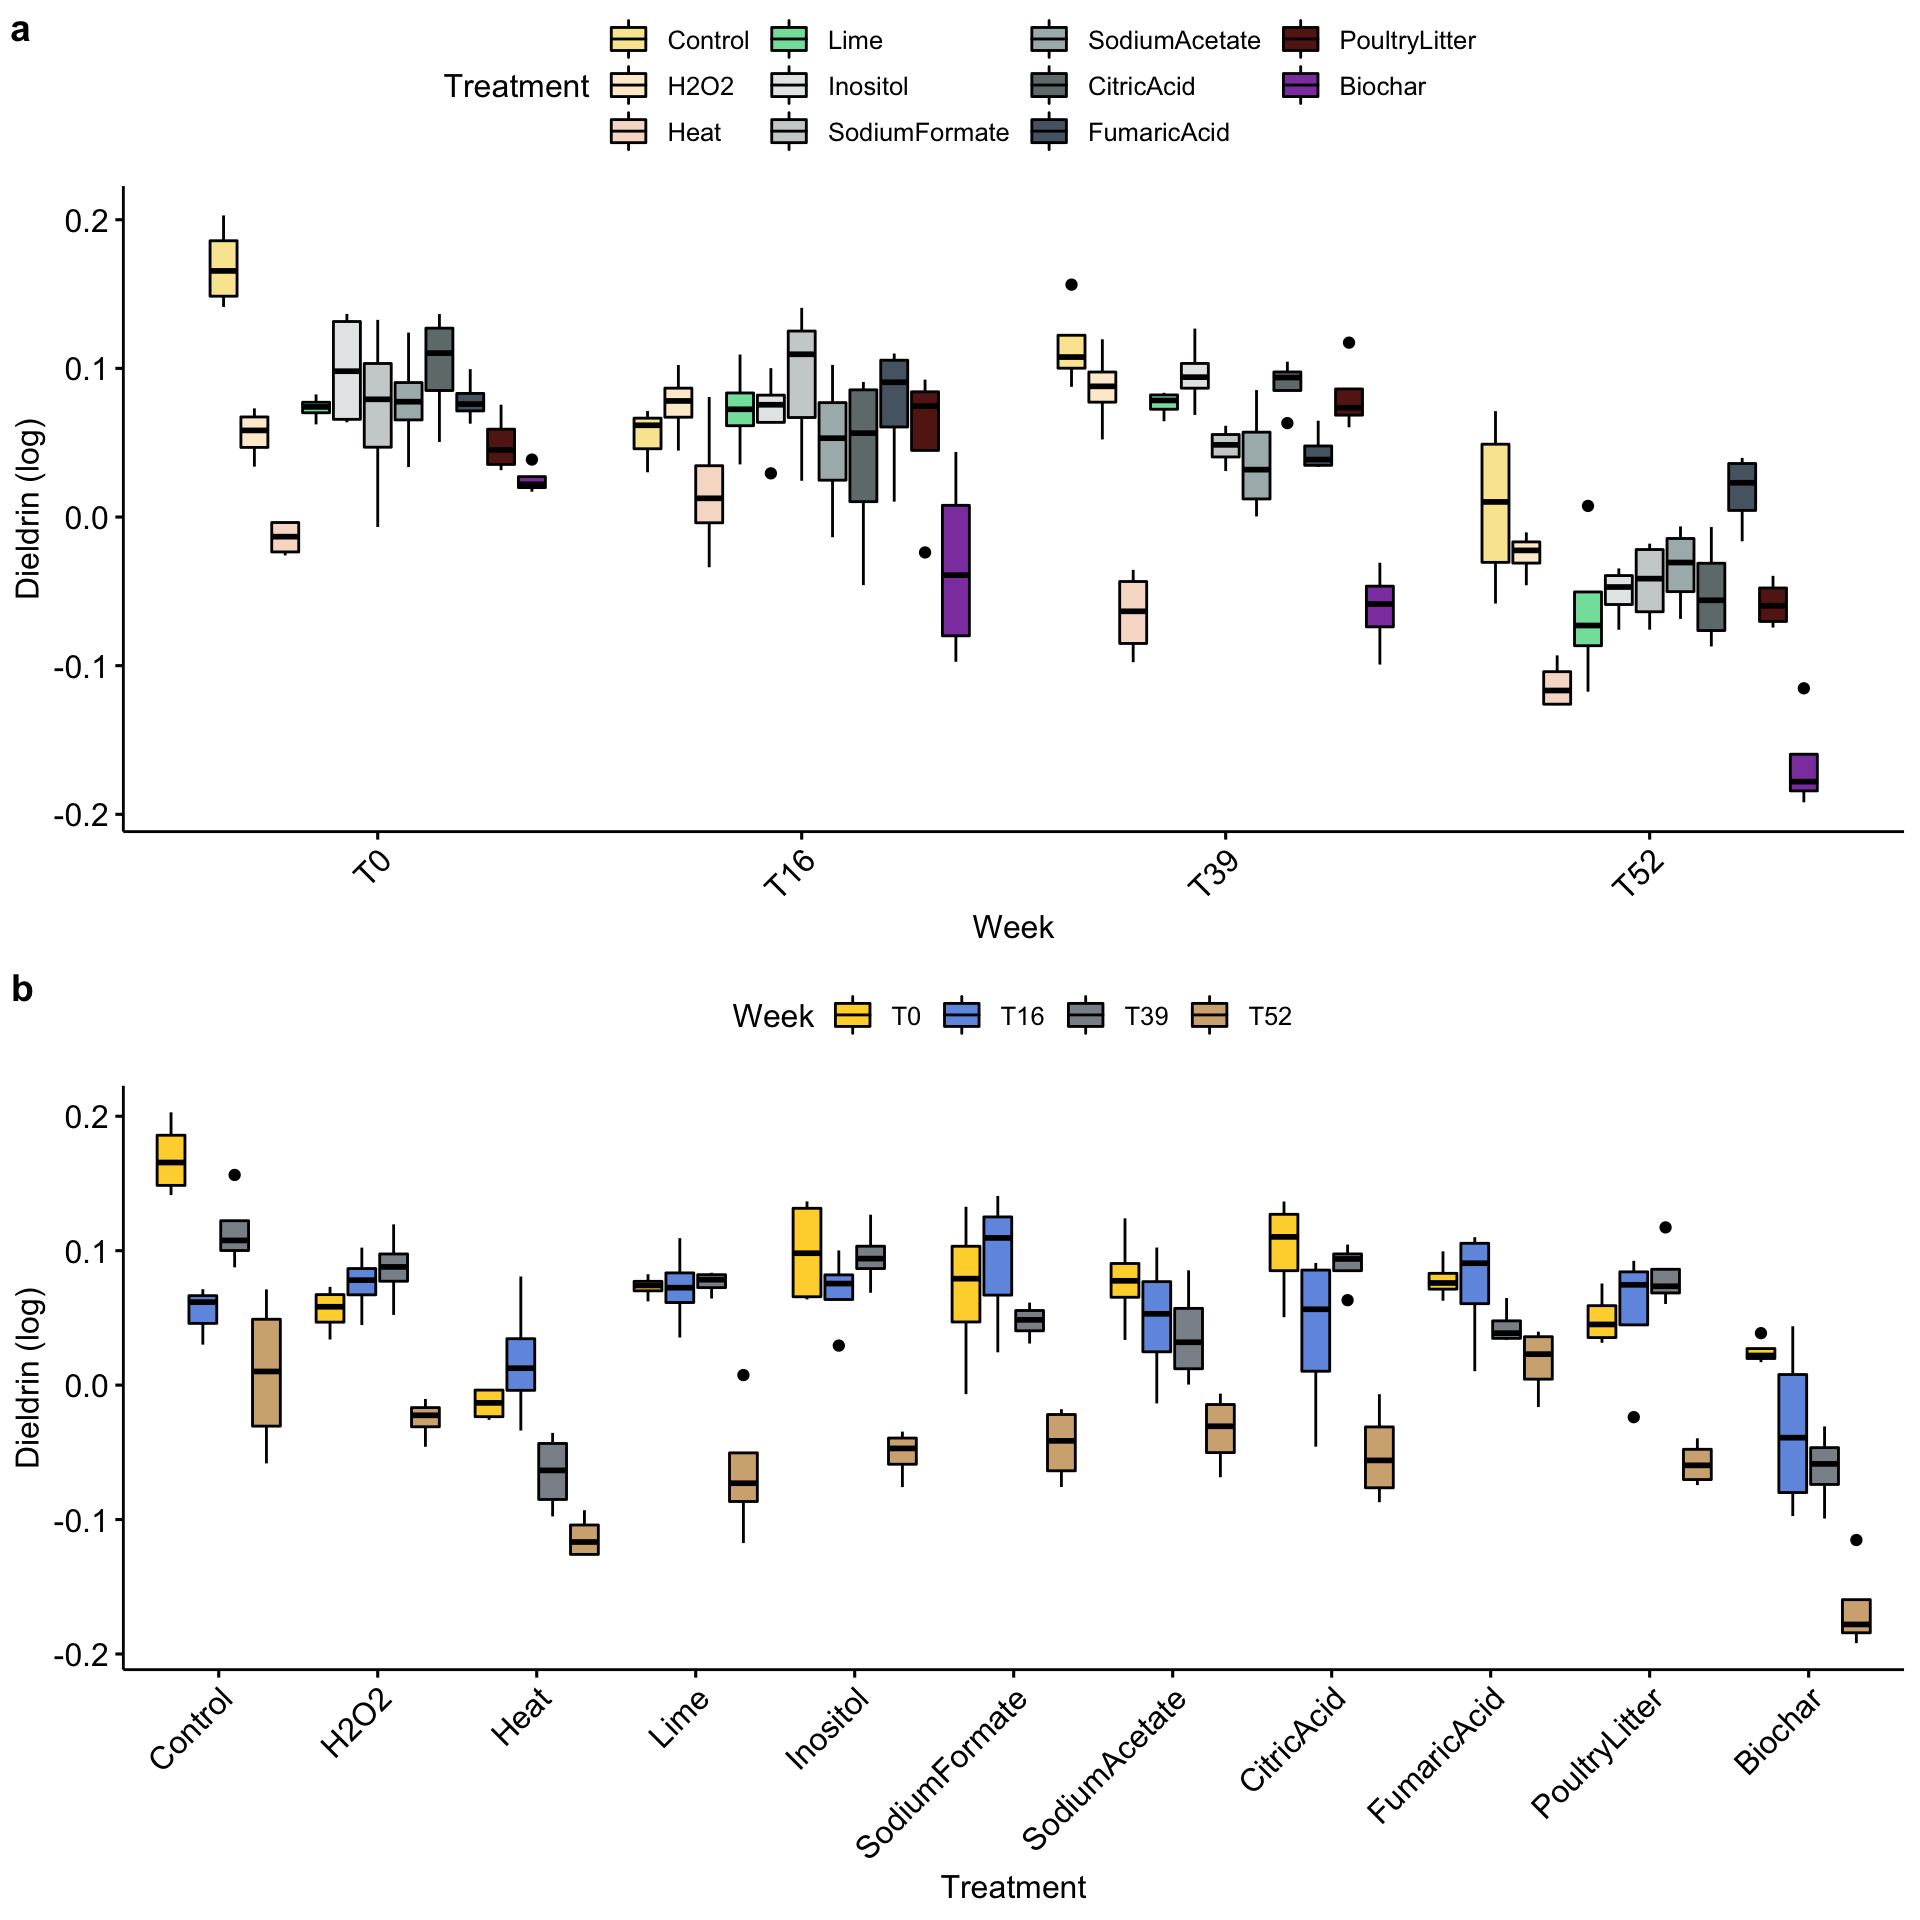 a
Treatment
Control
Lime
SodiumAcetate
PoultryLitter
H2O2
Inositol
CitricAcid
Biochar
Heat
SodiumFormate
FumaricAcid
Dieldrin (log)
0.2
0.1
0.0
-0.1
-0.2
T0
T16
T39
T52
Week
b
Week
T0
T16
T39
T52
Dieldrin (log)
0.2
0.1
0.0
-0.1
-0.2
Control
H2O2
Heat
Lime
Inositol
SodiumFormate
SodiumAcetate
CitricAcid
FumaricAcid
PoultryLitter
Biochar
Treatment